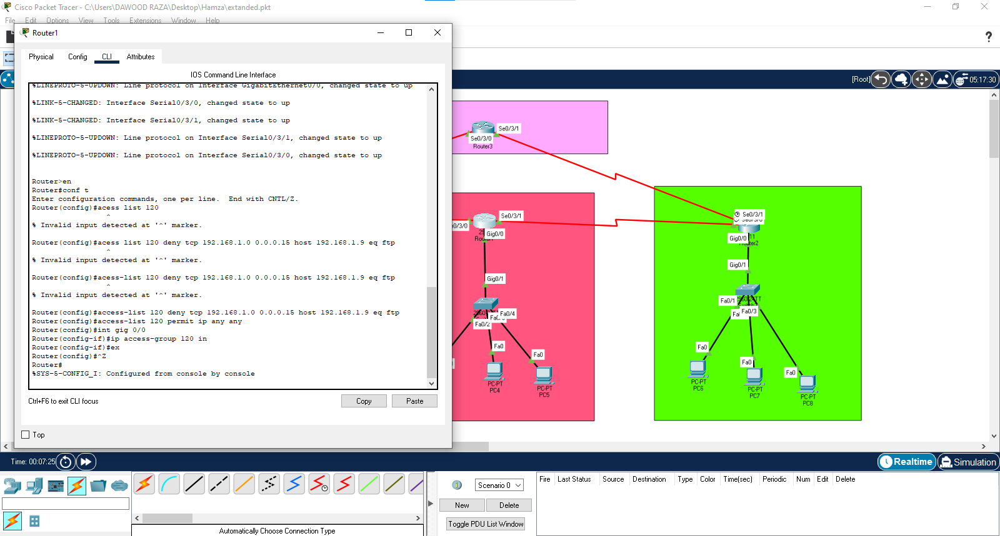 Cisco Packet Tracer - C:\Users\DAWOOD RAZA\Desktop\Hamza\extanded.pkt
File Edit Options View Tools Extensions Window Help
Router1
Physical Config CLI Attributes
IOS Command Line Interface
%LINEPROTO-5-UPDOWN: Line protocol on Interface GigabitEthernet0/0, changed state to up
%LINK-5-CHANGED: Interface Serial0/3/0, changed state to up
%LINK-5-CHANGED: Interface Serial0/3/1, changed state to up
%LINEPROTO-5-UPDOWN: Line protocol on Interface Serial0/3/1, changed state to up
%LINEPROTO-5-UPDOWN: Line protocol on Interface Serial0/3/0, changed state to up
Router>en
Router#conf t
Enter configuration commands, one per line.  End with CNTL/Z.
Router(config)#acess list 120
^
% Invalid input detected at '^' marker.
Router(config)#acess list 120 deny tcp 192.168.1.0 0.0.0.15 host 192.168.1.9 eq ftp
^
% Invalid input detected at '^' marker.
Router(config)#acess-list 120 deny tcp 192.168.1.0 0.0.0.15 host 192.168.1.9 eq ftp
^
% Invalid input detected at '^' marker.
Router(config)#access-list 120 deny tcp 192.168.1.0 0.0.0.15 host 192.168.1.9 eq ftp
Router(config)#access-list 120 permit ip any any
Router(config)#int gig 0/0
Router(config-if)#ip access-group 120 in
Router(config-if)#ex
Router(config)#^Z
Router#
%SYS-5-CONFIG_I: Configured from console by console
Ctrl+F6 to exit CLI focus
Copy Paste
Top
?
[Root] 05:17:30
Se0/3/1
Se0/3/0
Router3
Se0/3/1
Gig0/0
Gig0/1
Fa0/4
Fa0/2
Fa0
Fa0
PC-PT
PC4
PC-PT
PC5
Se0/3/1
Gig0/0
Router2
Gig0/1
Fa0/1
Fa0/3
Fa0
Fa0
Fa0
PC-PT
PC6
PC-PT
PC7
PC-PT
PC8
Time: 00:07:25
Realtime Simulation
Scenario 0
New Delete
Toggle PDU List Window
Fire Last Status Source Destination Type Color Time(sec) Periodic Num Edit Delete
Automatically Choose Connection Type